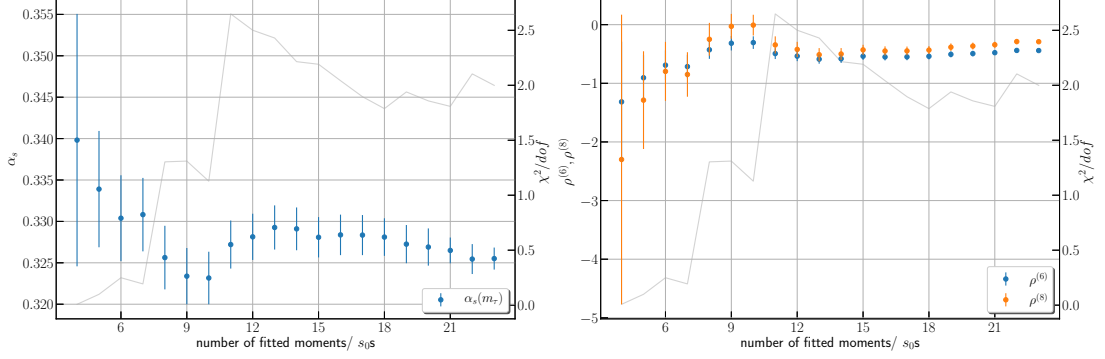 0.355
0.350
0.345
0.340
0.335
0.330
0.325
0.320
α_s
6 9 12 15 18 21
number of fitted moments/ s_0s
2.5
2.0
1.5
1.0
0.5
0.0
χ²/dof
α_s(m_τ)
0
−1
−2
−3
−4
−5
ρ^(6), ρ^(8)
6 9 12 15 18 21
number of fitted moments/ s_0s
2.5
2.0
1.5
1.0
0.5
0.0
χ²/dof
ρ^(6)
ρ^(8)